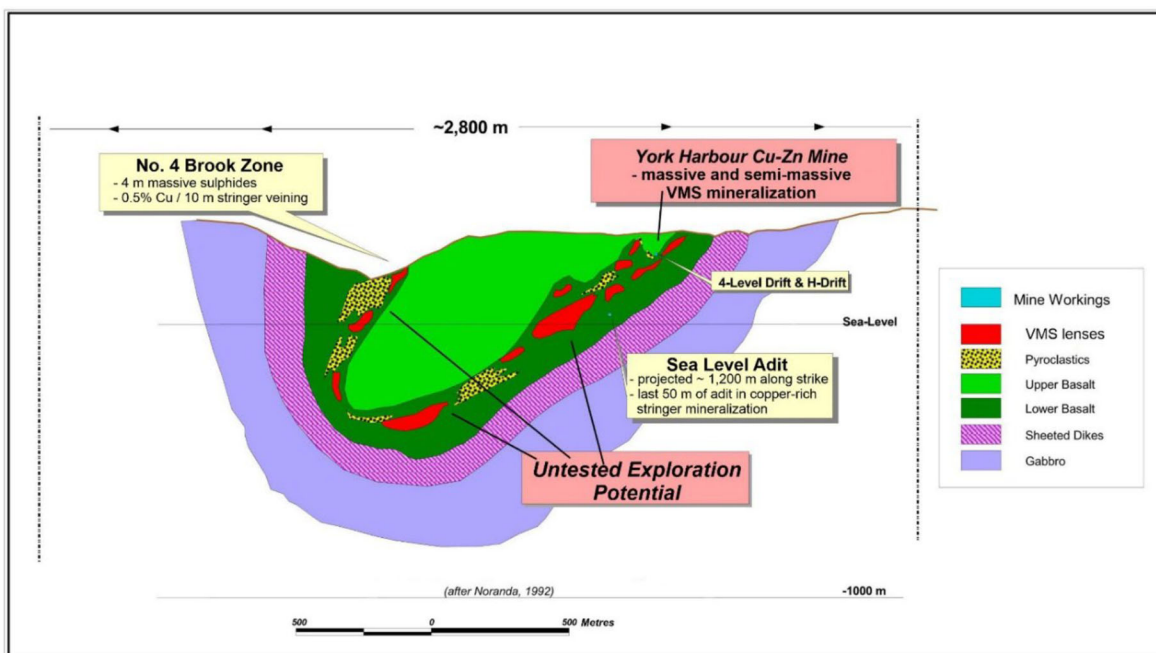 ~2,800 m
No. 4 Brook Zone
- 4 m massive sulphides
- 0.5% Cu / 10 m stringer veining
York Harbour Cu-Zn Mine
- massive and semi-massive
VMS mineralization
4-Level Drift & H-Drift
Sea-Level
Sea Level Adit
- projected ~ 1,200 m along strike
- last 50 m of adit in copper-rich
stringer mineralization
Untested Exploration
Potential
Mine Workings
VMS lenses
Pyroclastics
Upper Basalt
Lower Basalt
Sheeted Dikes
Gabbro
(after Noranda, 1992)
-1000 m
500 0 500 Metres